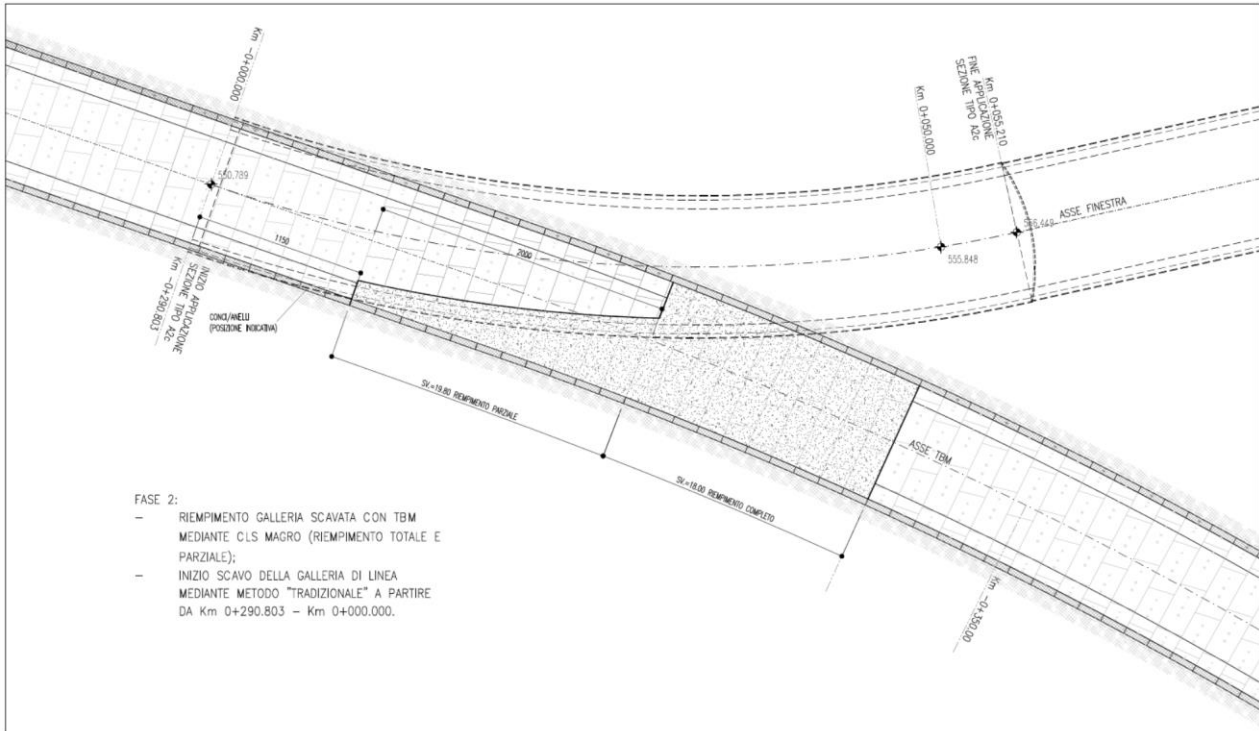 Km -0+000.000
550.789
1150
2000
INIZIO APPLICAZIONE
SEZIONE TIPO A2c
Km -0+290.803
CONCI/ANELLI
(POSIZIONE INDICATIVA)
SV.=19.80 RIEMPIMENTO PARZIALE
SV.=18.00 RIEMPIMENTO COMPLETO
Km 0+050.000
555.848
Km 0+055.210
FINE APPLICAZIONE
SEZIONE TIPO A2c
ASSE FINESTRA
ASSE TBM
Km -0+350.00
FASE 2:
- RIEMPIMENTO GALLERIA SCAVATA CON TBM
MEDIANTE CLS MAGRO (RIEMPIMENTO TOTALE E
PARZIALE);
- INIZIO SCAVO DELLA GALLERIA DI LINEA
MEDIANTE METODO "TRADIZIONALE" A PARTIRE
DA Km 0+290.803 - Km 0+000.000.